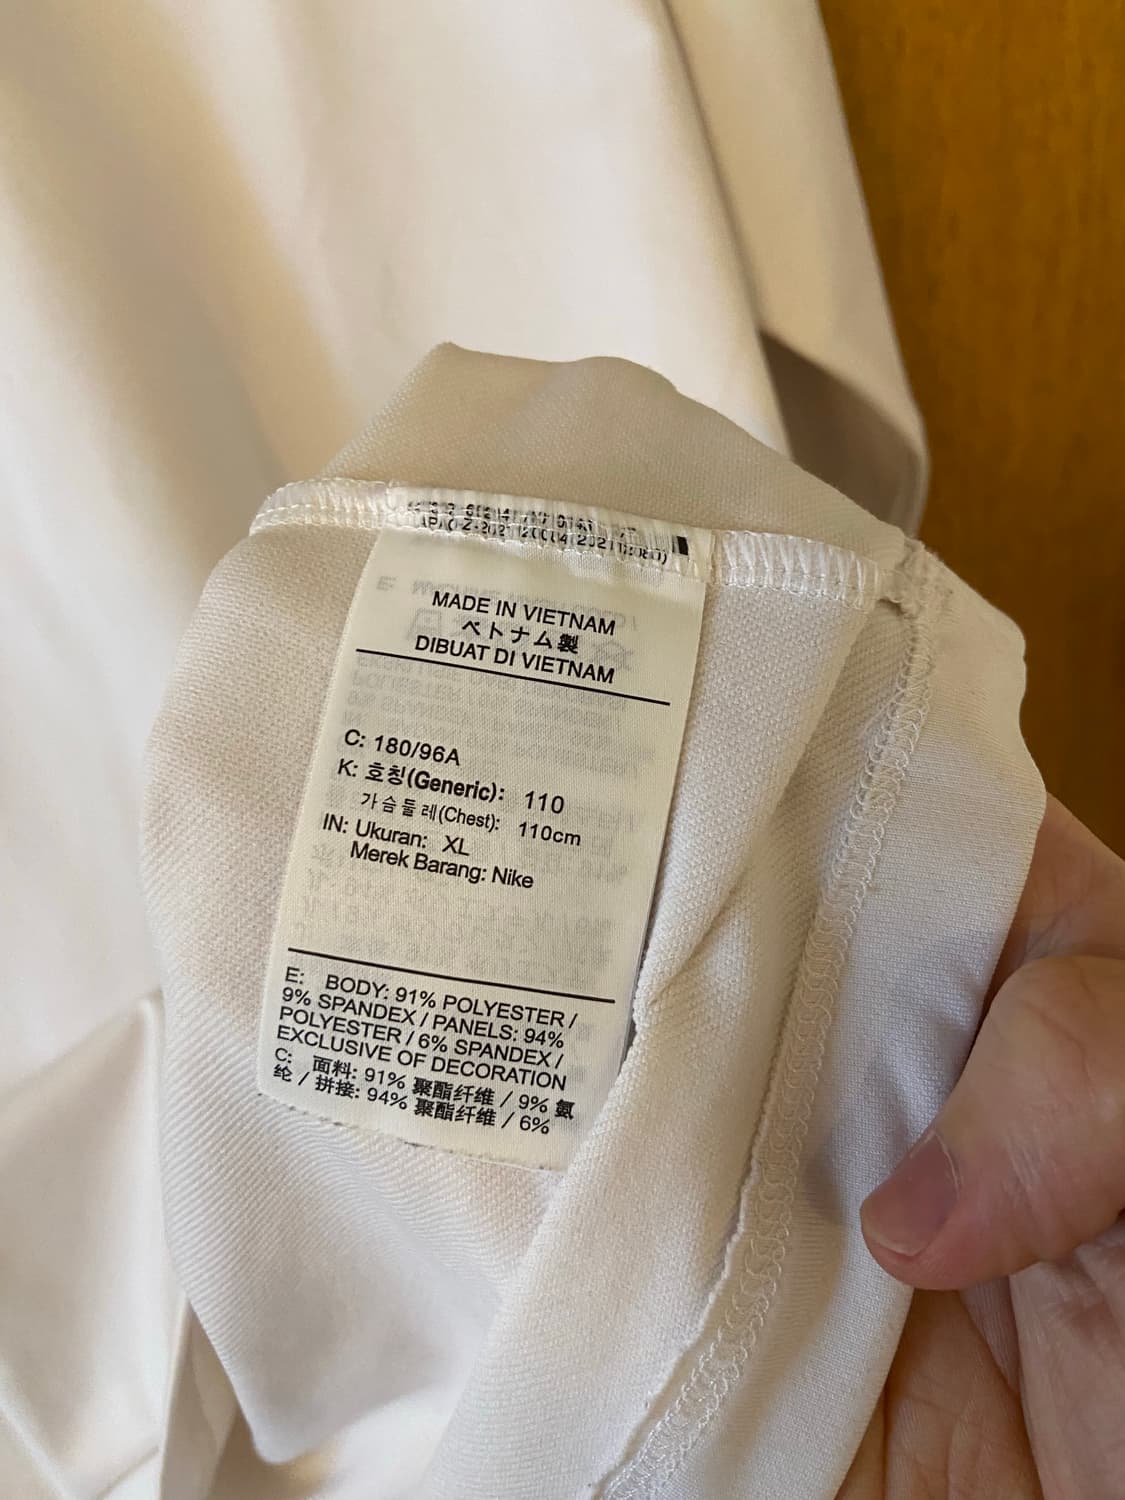 MADE IN VIETNAM
ベトナム製
DIBUAT DI VIETNAM
C: 180/96A
K: 호칭(Generic): 110
가슴둘레(Chest): 110cm
IN: Ukuran: XL
Merek Barang: Nike
E: BODY: 91% POLYESTER /
9% SPANDEX / PANELS: 94%
POLYESTER / 6% SPANDEX /
EXCLUSIVE OF DECORATION
C: 面料: 91% 聚酯纤维 / 9% 氨
纶 / 拼接: 94% 聚酯纤维 / 6%